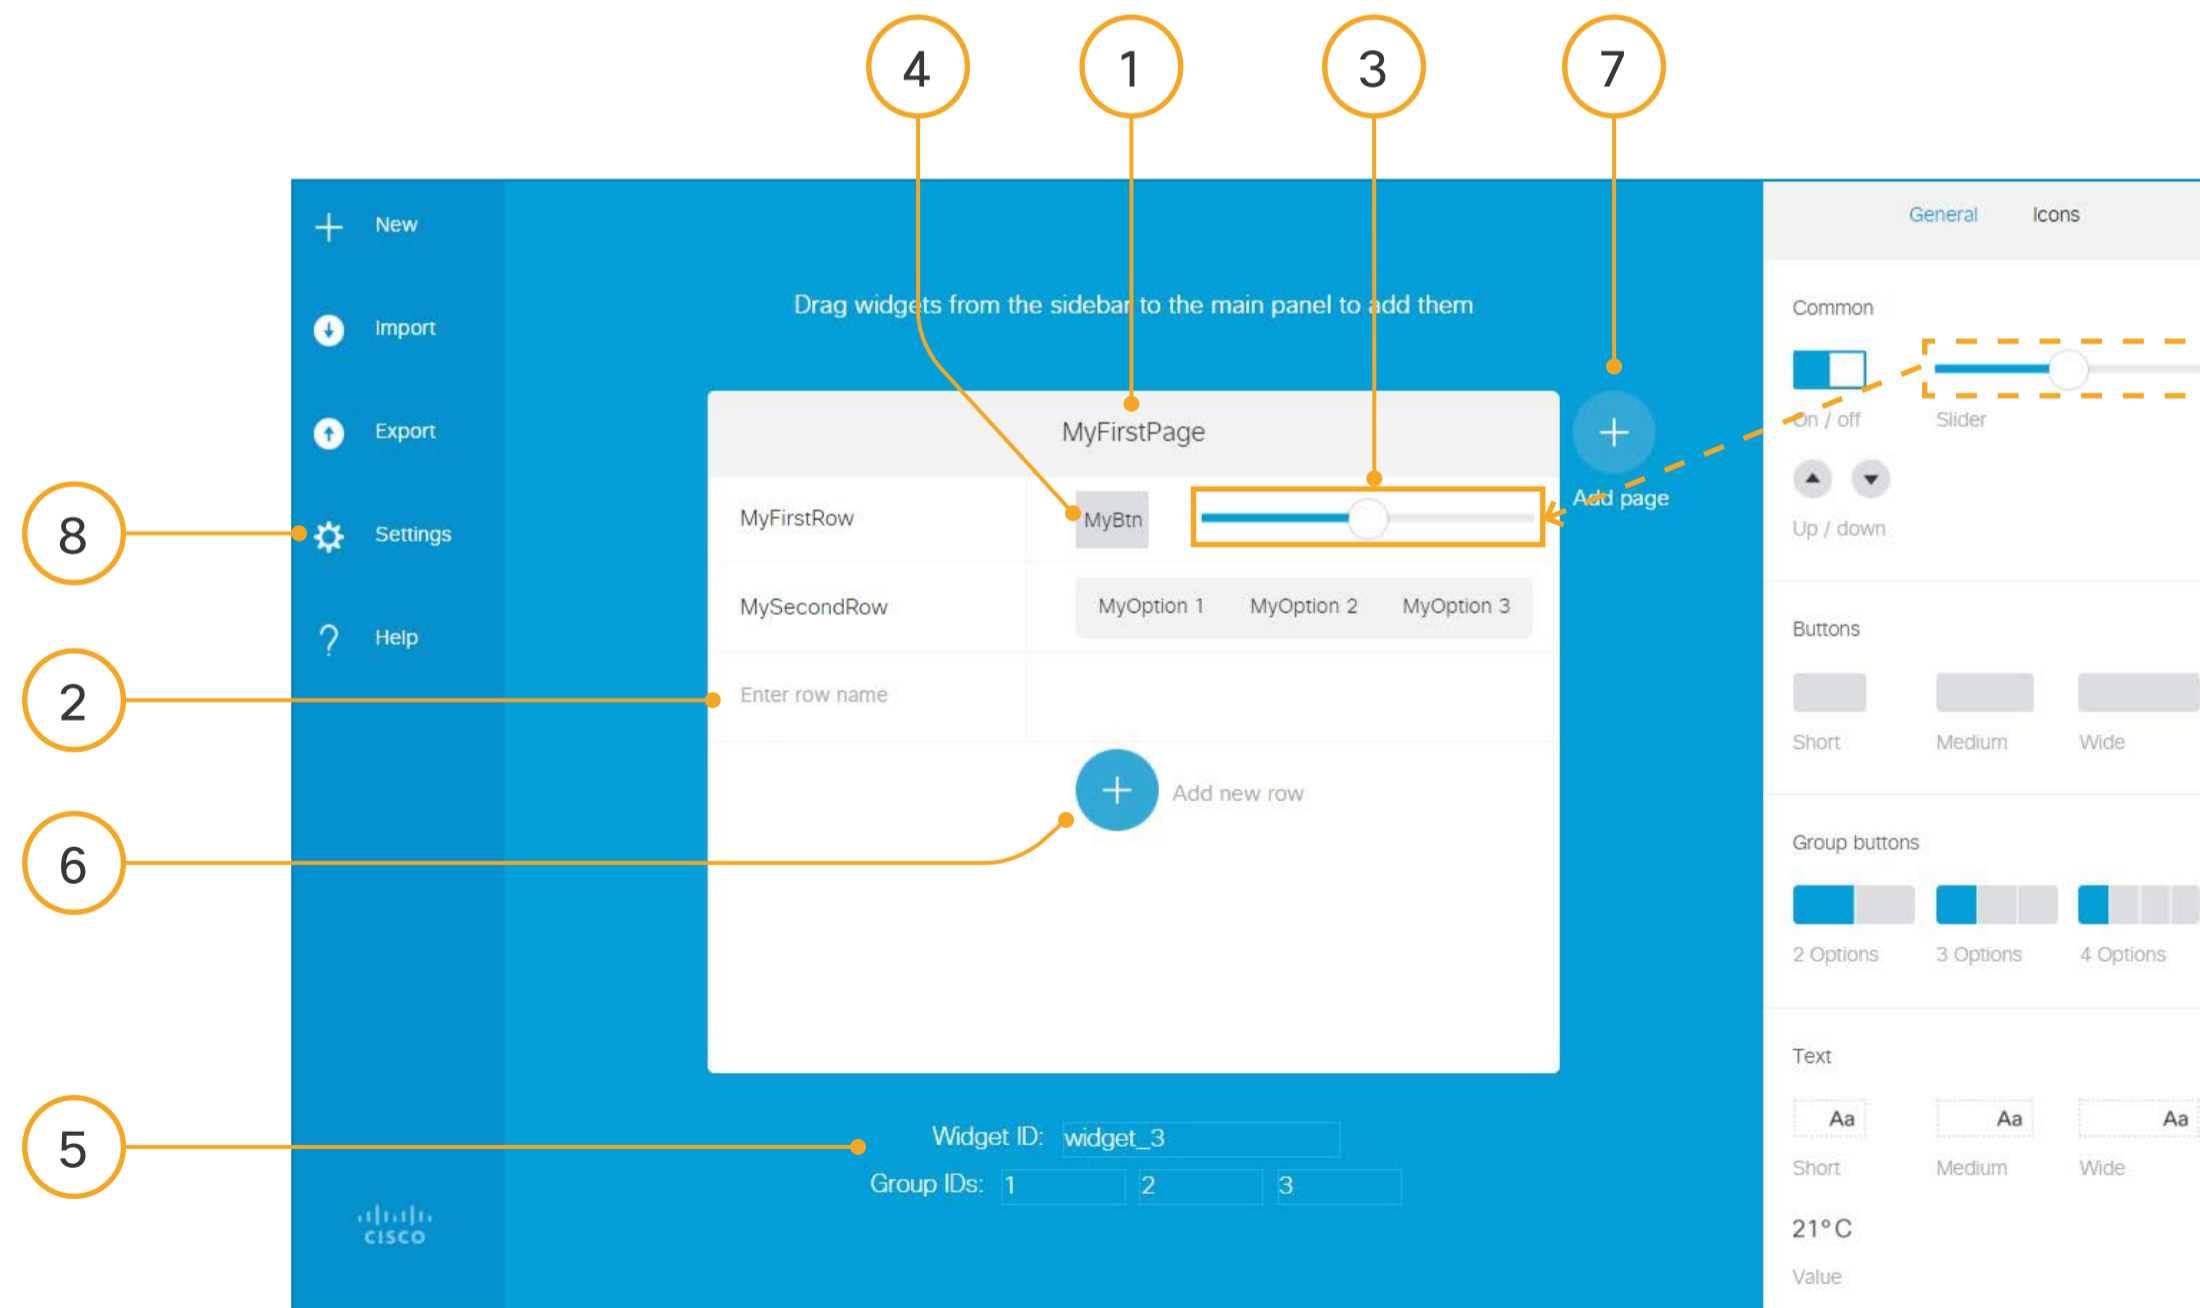 4 1 3 7
New
Import
Export
8 Settings
Help
2
6
5
CISCO
Drag widgets from the sidebar to the main panel to add them
MyFirstPage
MyFirstRow MyBtn
MySecondRow MyOption 1 MyOption 2 MyOption 3
Enter row name
Add new row
Add page
Widget ID: widget_3
Group IDs: 1 2 3
General Icons
Common
On / off Slider
Up / down
Buttons
Short Medium Wide
Group buttons
2 Options 3 Options 4 Options
Text
Aa Aa Aa
Short Medium Wide
21°C
Value